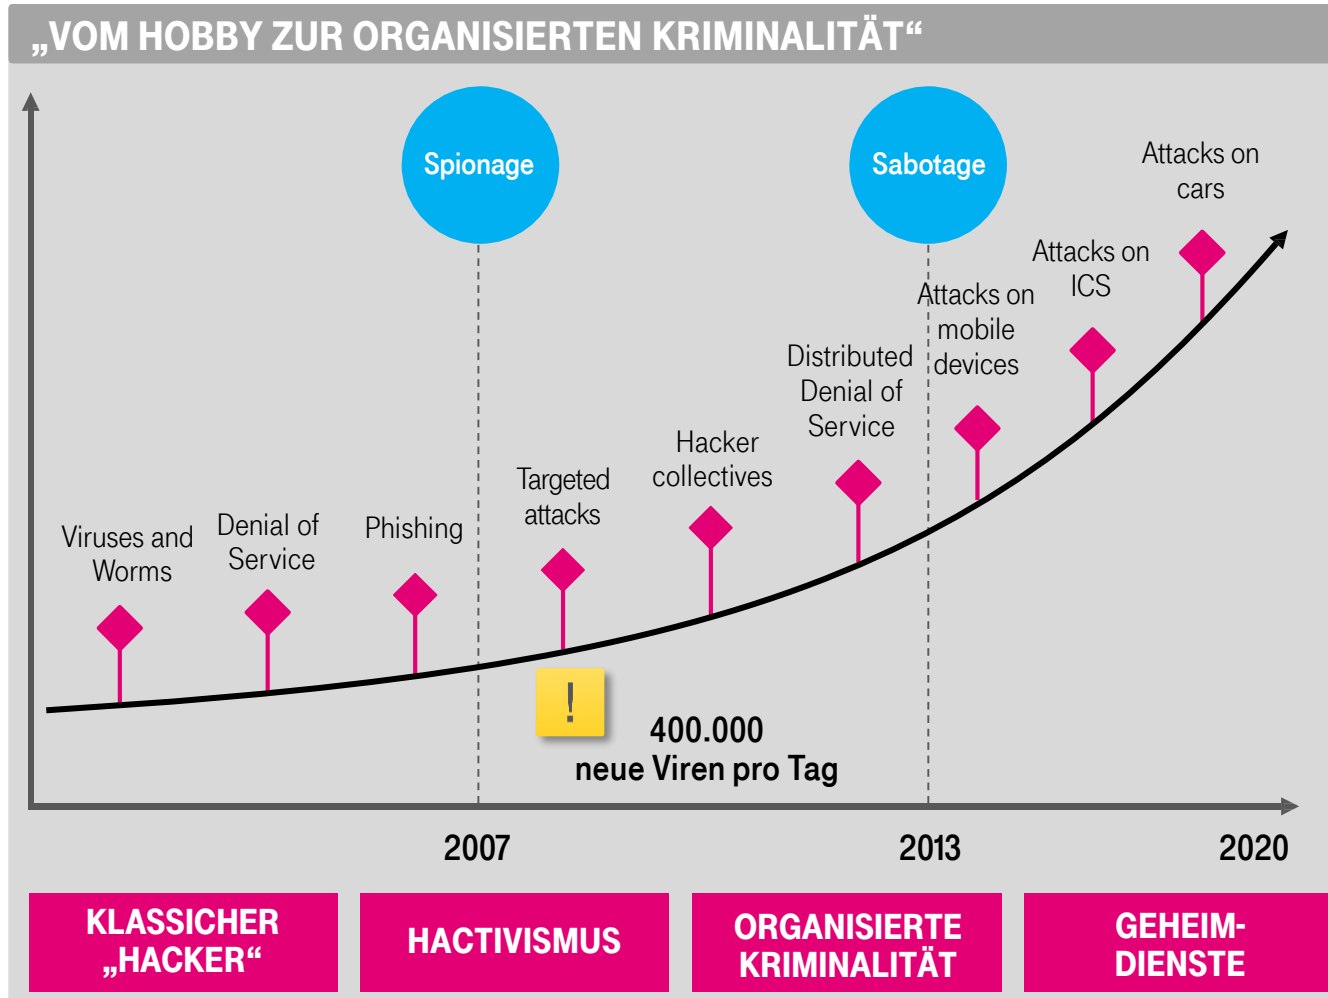 „VOM HOBBY ZUR ORGANISIERTEN KRIMINALITÄT“
Spionage
Sabotage
Attacks on
cars
Attacks on
ICS
Attacks on
mobile
devices
Distributed
Denial of
Service
Hacker
collectives
Targeted
attacks
Phishing
Denial of
Service
Viruses and
Worms
!
400.000
neue Viren pro Tag
2007
2013
2020
KLASSICHER
„HACKER“
HACTIVISMUS
ORGANISIERTE
KRIMINALITÄT
GEHEIM-
DIENSTE